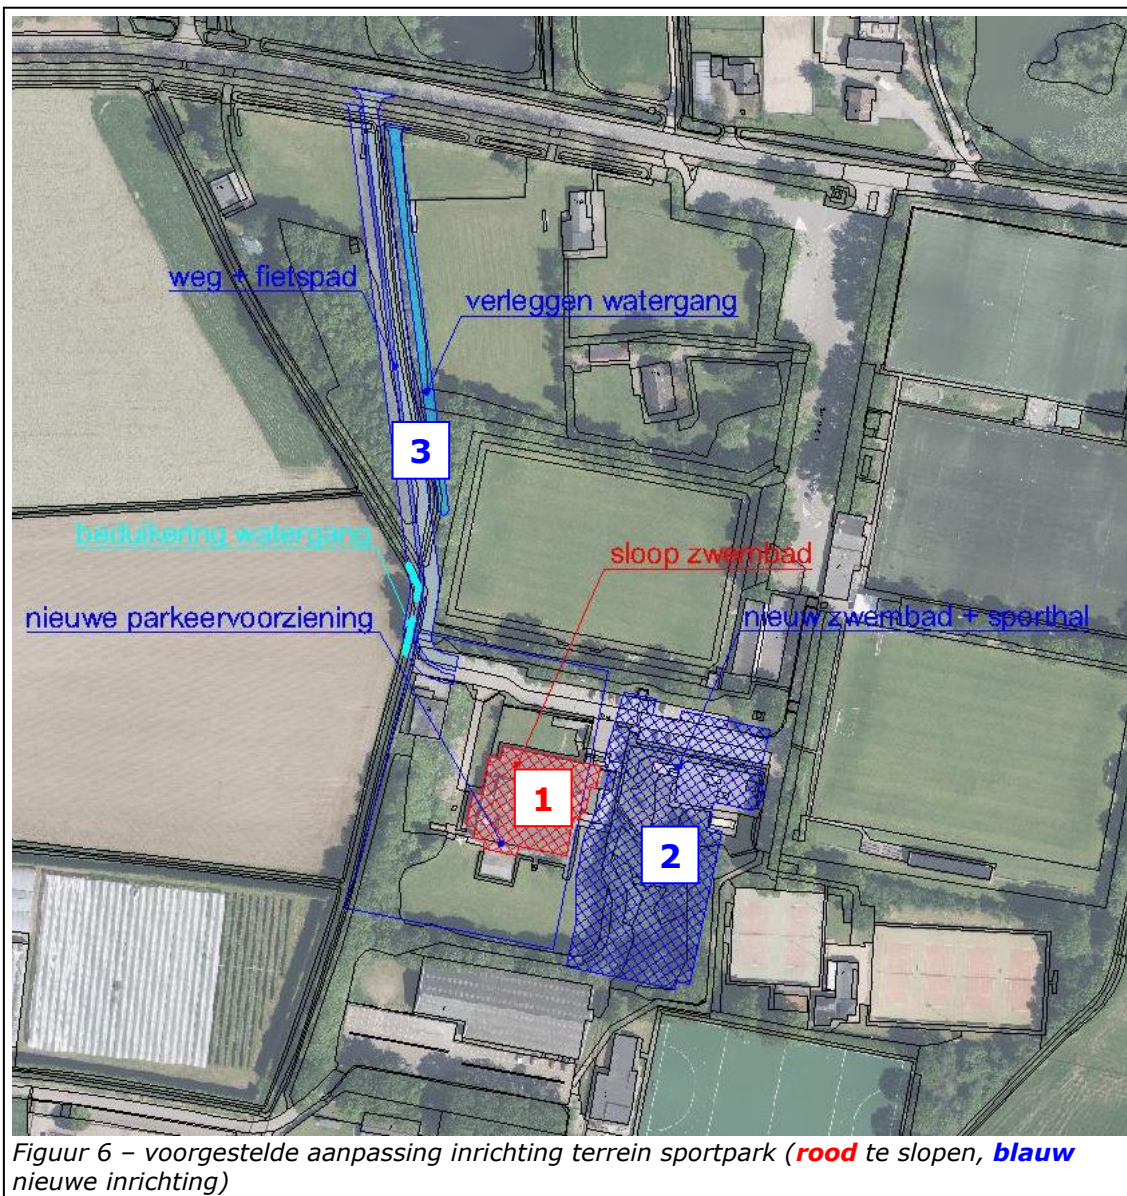 weg + fietspad
verleggen watergang
3
beduikering watergang
sloop zwembad
nieuwe parkeervoorziening
nieuw zwembad + sporthal
1
2
Figuur 6 – voorgestelde aanpassing inrichting terrein sportpark (rood te slopen, blauw
nieuwe inrichting)